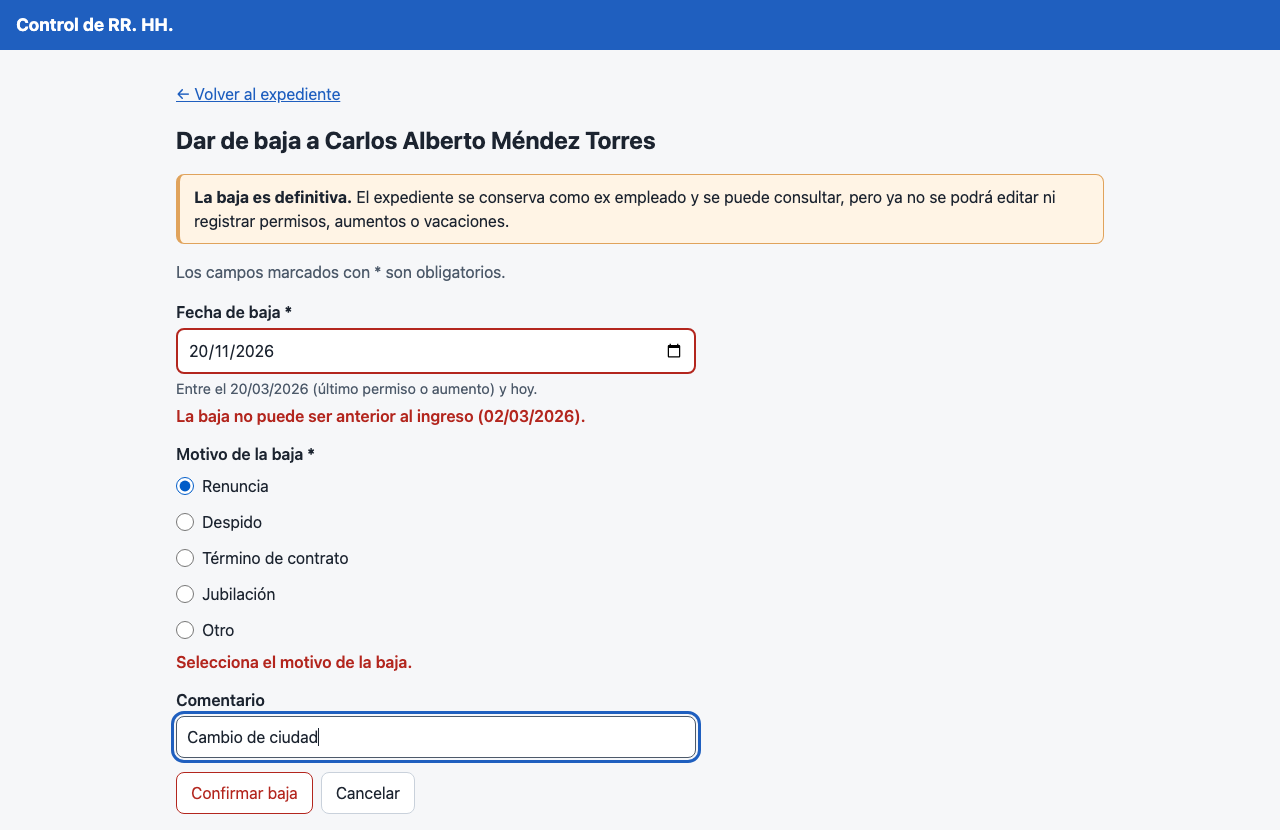 Control de RR. HH.
← Volver al expediente
Dar de baja a Carlos Alberto Méndez Torres
La baja es definitiva. El expediente se conserva como ex empleado y se puede consultar, pero ya no se podrá editar ni
registrar permisos, aumentos o vacaciones.
Los campos marcados con * son obligatorios.
Fecha de baja *
20/11/2026
Entre el 20/03/2026 (último permiso o aumento) y hoy.
La baja no puede ser anterior al ingreso (02/03/2026).
Motivo de la baja *
Renuncia
Despido
Término de contrato
Jubilación
Otro
Selecciona el motivo de la baja.
Comentario
Cambio de ciudad
Confirmar baja
Cancelar